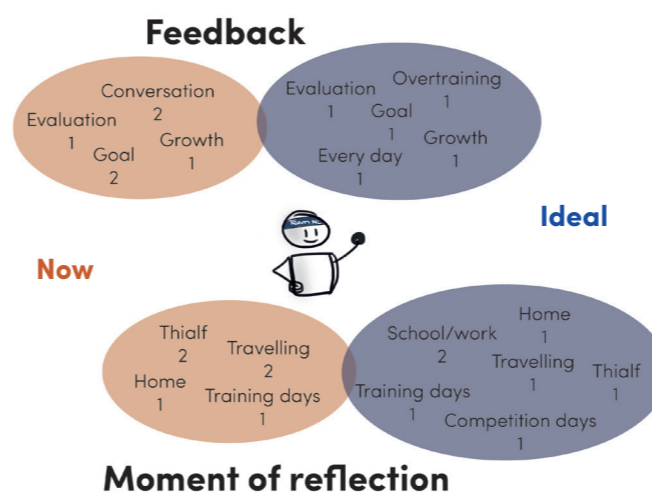 Feedback
Conversation
2
Evaluation
1
Goal
2
Growth
1
Evaluation
1
Overtraining
1
Goal
1
Growth
1
Every day
1
Ideal
Now
Thialf
2
Travelling
2
Home
1
Training days
1
Home
1
School/work
2
Travelling
1
Thialf
1
Training days
1
Competition days
1
Moment of reflection